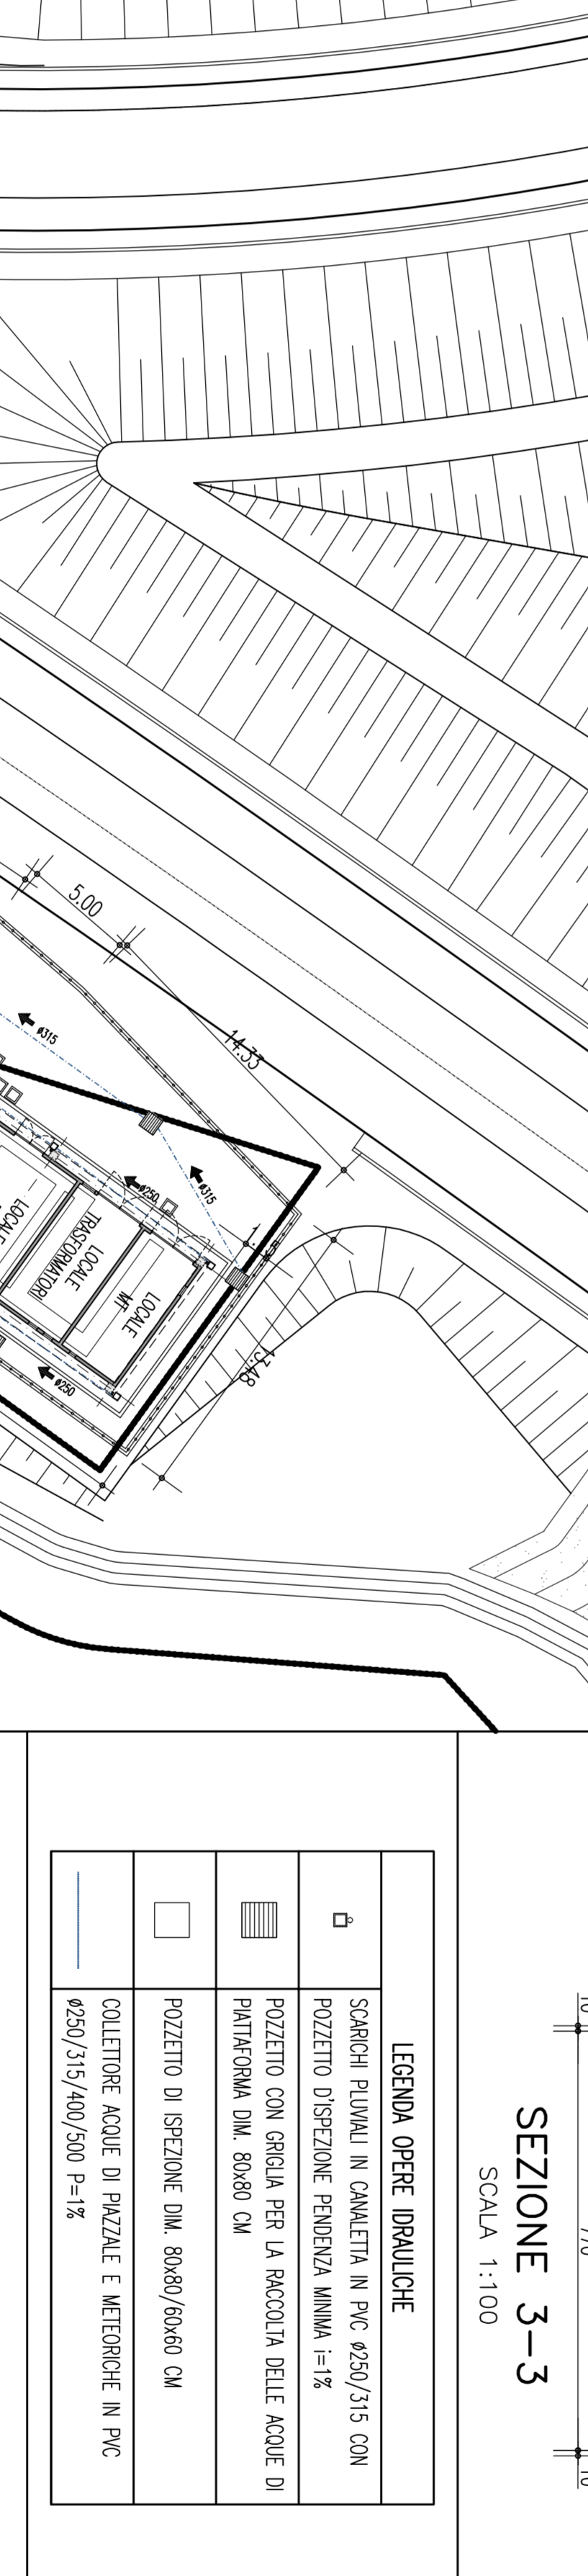 5.00
14.33
ø315
ø315
ø250
LOCALE
TRASFORMATORI
LOCALE
MT
ø250
LEGENDA OPERE IDRAULICHE
SCARICHI PLUVIALI IN CANALETTA IN PVC ø250/315 CON
POZZETTO D'ISPEZIONE PENDENZA MINIMA i=1%
POZZETTO CON GRIGLIA PER LA RACCOLTA DELLE ACQUE DI
PIATTAFORMA DIM. 80x80 CM
POZZETTO DI ISPEZIONE DIM. 80x80/60x60 CM
COLLETTORE ACQUE DI PIAZZALE E METEORICHE IN PVC
ø250/315/400/500 P=1%
SEZIONE 3-3
SCALA 1:100